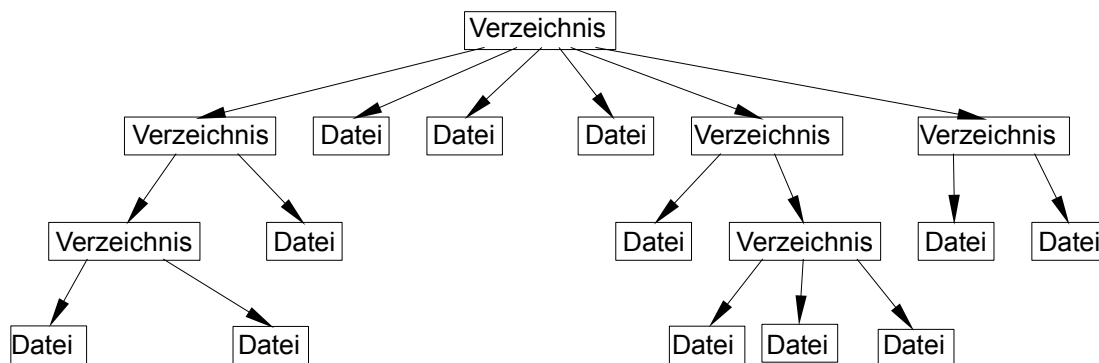 Verzeichnis
Verzeichnis Datei Datei Datei Verzeichnis Verzeichnis
Verzeichnis Datei Datei Verzeichnis Datei Datei
Datei Datei Datei Datei Datei